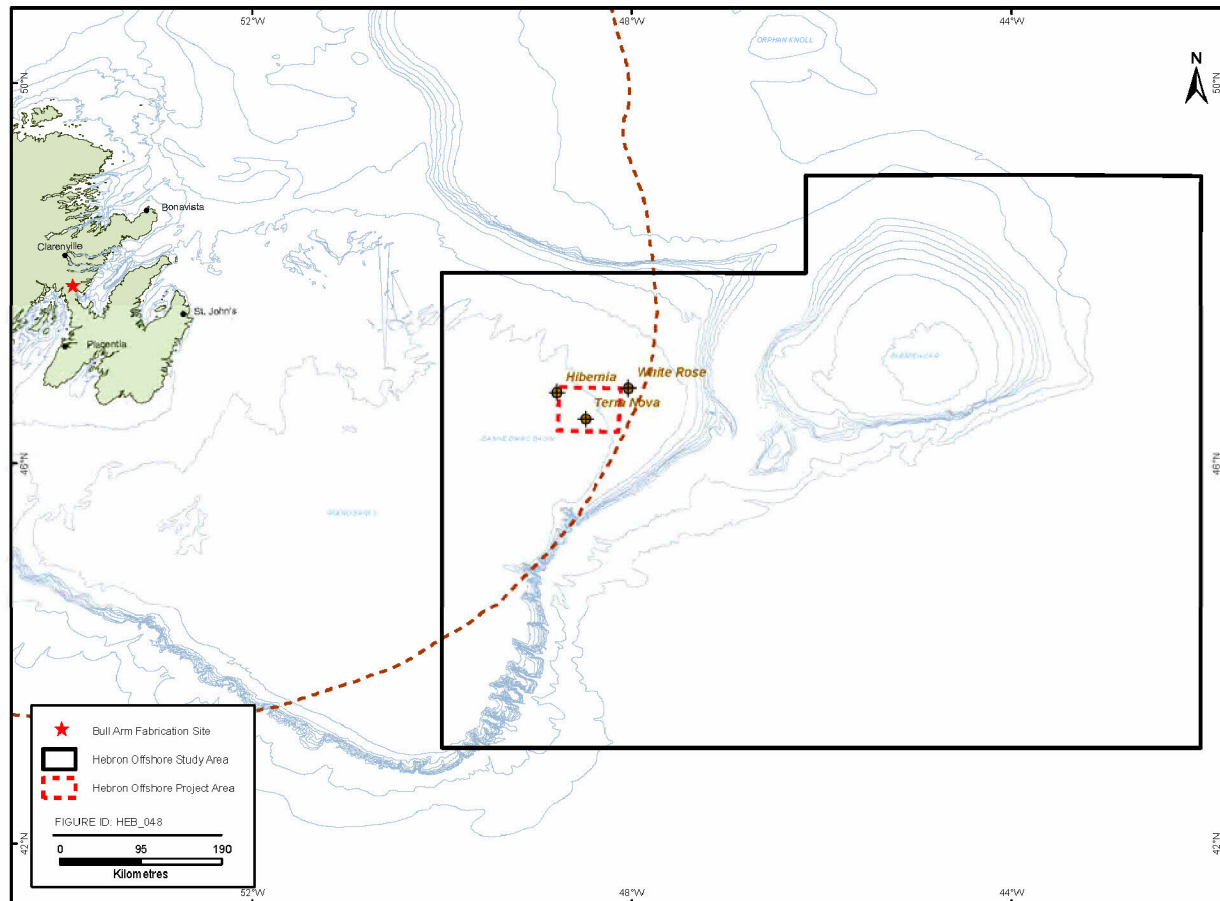 52°W
48°W
44°W
ORPHAN KNOLL
N
50°N
50°N
Bonavista
Clarenville
St. John's
Placentia
Hibernia
White Rose
Terra Nova
46°N
46°N
Bull Arm Fabrication Site
Hebron Offshore Study Area
Hebron Offshore Project Area
FIGURE ID: HEB_048
0 95 190
Kilometres
42°N
42°N
52°W
48°W
44°W